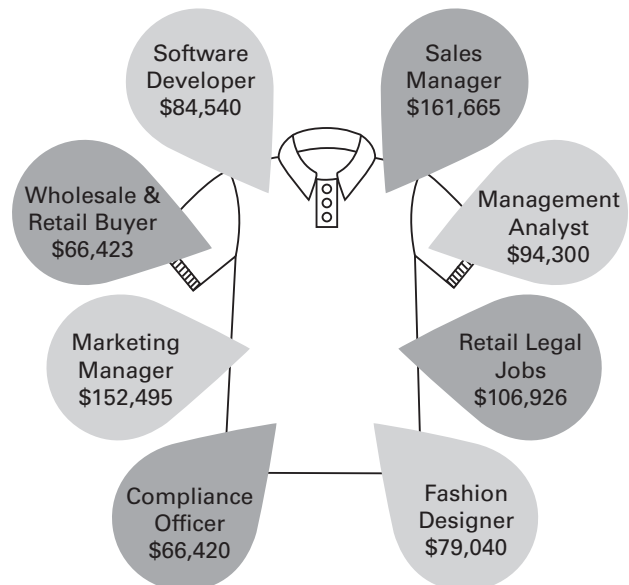 Software
Developer
$84,540
Sales
Manager
$161,665
Wholesale &
Retail Buyer
$66,423
Management
Analyst
$94,300
Marketing
Manager
$152,495
Retail Legal
Jobs
$106,926
Compliance
Officer
$66,420
Fashion
Designer
$79,040